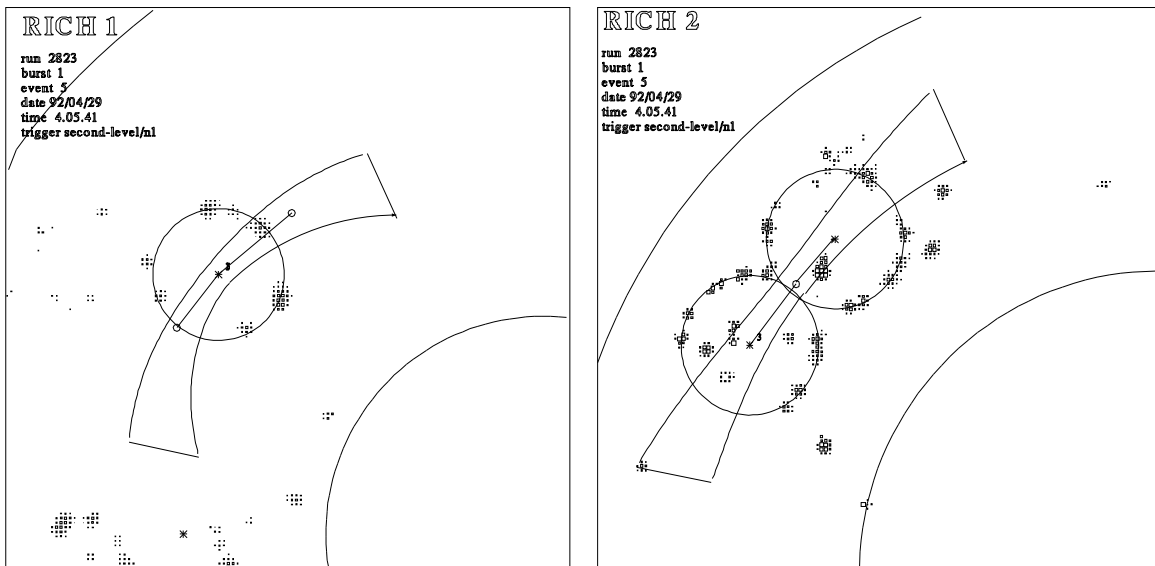 RICH 1
run 2823
burst 1
event 5
date 92/04/29
time 4.05.41
trigger second-level/n1
3
RICH 2
run 2823
burst 1
event 5
date 92/04/29
time 4.05.41
trigger second-level/n1
3